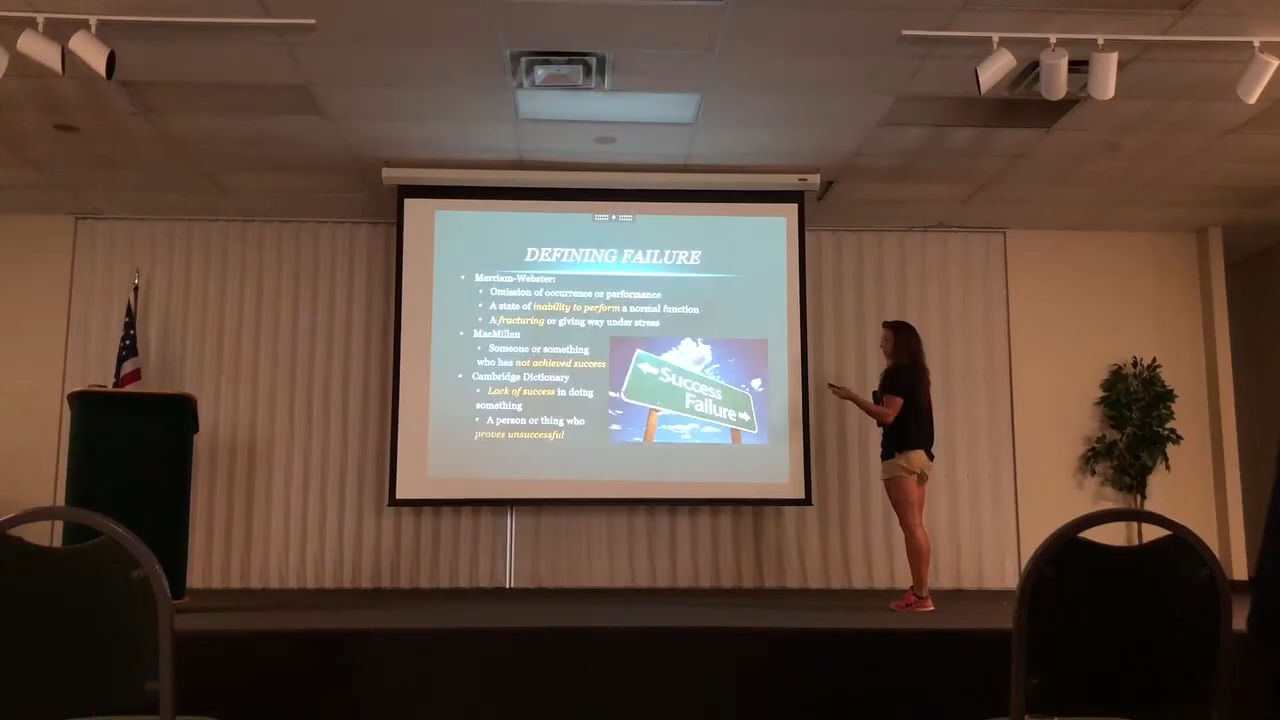 DEFINING FAILURE
• Merriam-Webster:
• Omission of occurrence or performance
• A state of inability to perform a normal function
• A fracturing or giving way under stress
• MacMillen
• Someone or something
who has not achieved success
• Cambridge Dictionary
• Lack of success in doing
something
• A person or thing who
proves unsuccessful
Success
Failure